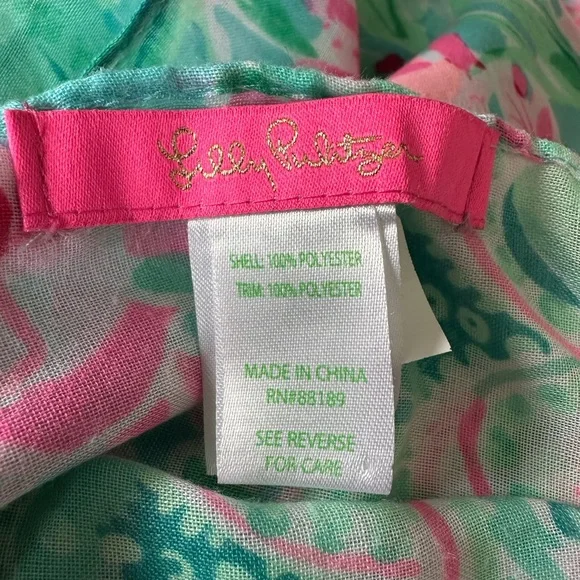 Lilly Pulitzer
SHELL: 100% POLYESTER
TRIM: 100% POLYESTER
MADE IN CHINA
RN#88189
SEE REVERSE
FOR CARE